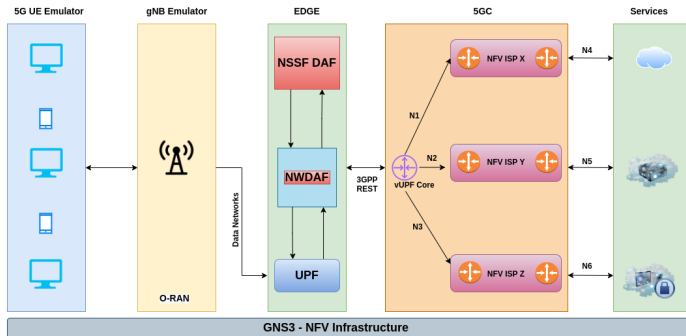 5G UE Emulator
gNB Emulator
EDGE
5GC
Services
NSSF DAF
NWDAF
UPF
O-RAN
Data Networks
3GPP
REST
vUPF Core
N1
N2
N3
NFV ISP X
NFV ISP Y
NFV ISP Z
N4
N5
N6
GNS3 - NFV Infrastructure